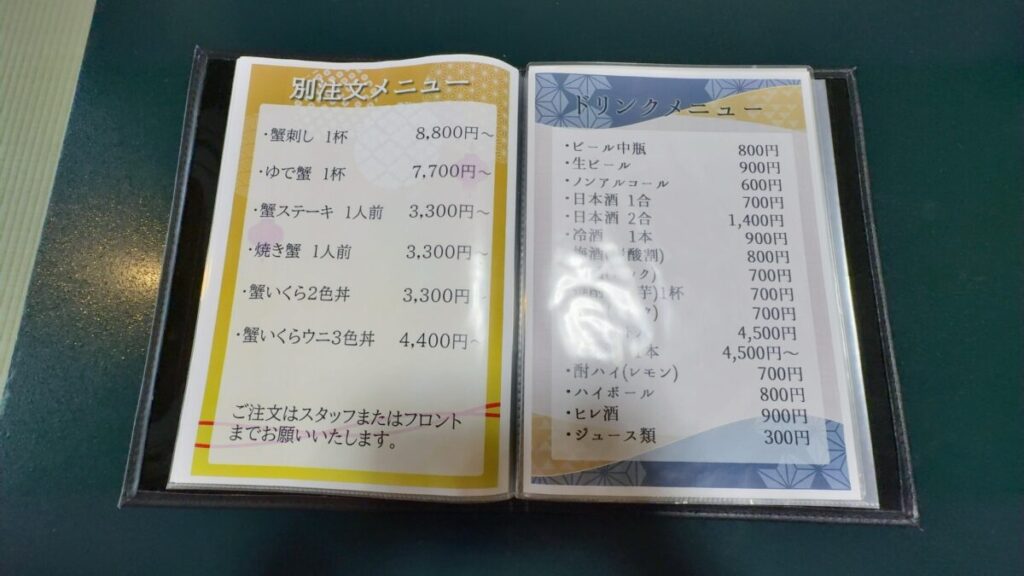 別注文メニュー
・蟹刺し 1杯 8,800円～
・ゆで蟹 1杯 7,700円～
・蟹ステーキ 1人前 3,300円～
・焼き蟹 1人前 3,300円～
・蟹いくら2色丼 3,300円～
・蟹いくらウニ3色丼 4,400円～
ご注文はスタッフまたはフロント
までお願いいたします。
ドリンクメニュー
・ビール中瓶 800円
・生ビール 900円
・ノンアルコール 600円
・日本酒 1合 700円
・日本酒 2合 1,400円
・冷酒 1本 900円
梅酒( 酸割) 800円
ック) 700円
芋)1杯 700円
) 700円
4,500円
1本 4,500円～
・酎ハイ(レモン) 700円
・ハイボール 800円
・ヒレ酒 900円
・ジュース類 300円